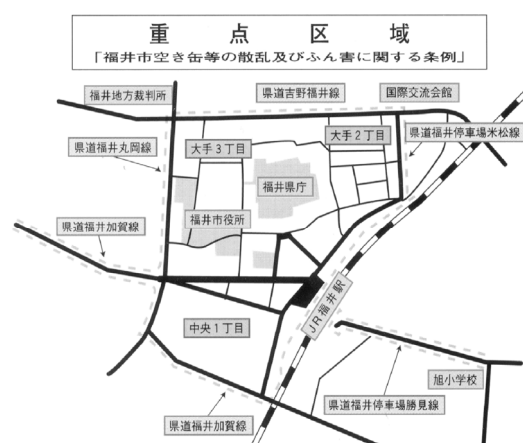 重点区域
「福井市空き缶等の散乱及びふん害に関する条例」
福井地方裁判所
県道吉野福井線
国際交流会館
県道福井丸岡線
大手3丁目
大手2丁目
県道福井停車場米松線
福井県庁
福井市役所
県道福井加賀線
JR福井駅
中央1丁目
旭小学校
県道福井停車場勝見線
県道福井加賀線